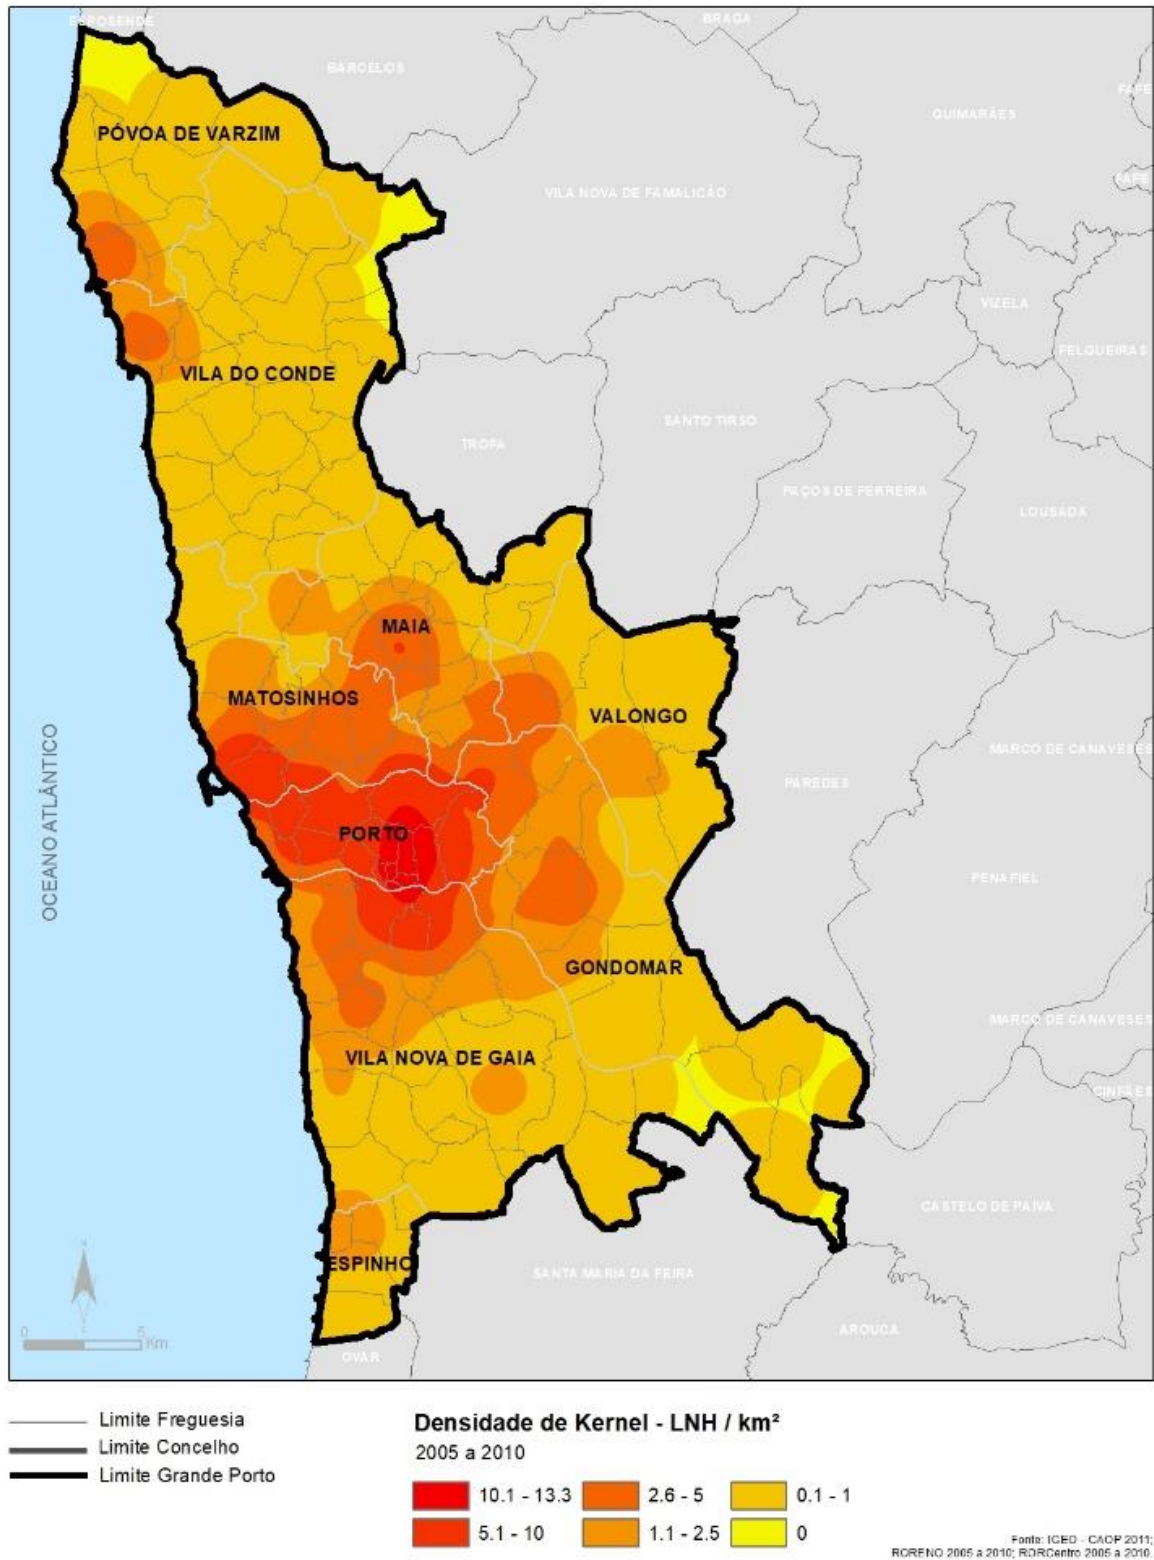 ESPOSENDE
BRAGA
BARCELOS
FAFE
GUIMARÃES
PÓVOA DE VARZIM
FAFE
VILA NOVA DE FAMALICÃO
VIZELA
FELGUEIRAS
VILA DO CONDE
SANTO TIRSO
TROFA
PAÇOS DE FERREIRA
LOUSADA
MAIA
MATOSINHOS
VALONGO
MARCO DE CANAVESES
OCEANO ATLÂNTICO
PAREDES
PORTO
PENAFIEL
GONDOMAR
MARCO DE CANAVESES
VILA NOVA DE GAIA
CINFÃES
CASTELO DE PAIVA
ESPINHO
SANTA MARIA DA FEIRA
N
0 5
Km
AROUCA
OVAR
Limite Freguesia
Limite Concelho
Limite Grande Porto
Densidade de Kernel - LNH / km²
2005 a 2010
10.1 - 13.3
2.6 - 5
0.1 - 1
5.1 - 10
1.1 - 2.5
0
Fonte: IGEO - CAOP 2011;
RORENO 2005 a 2010; RORCentro 2005 a 2010.